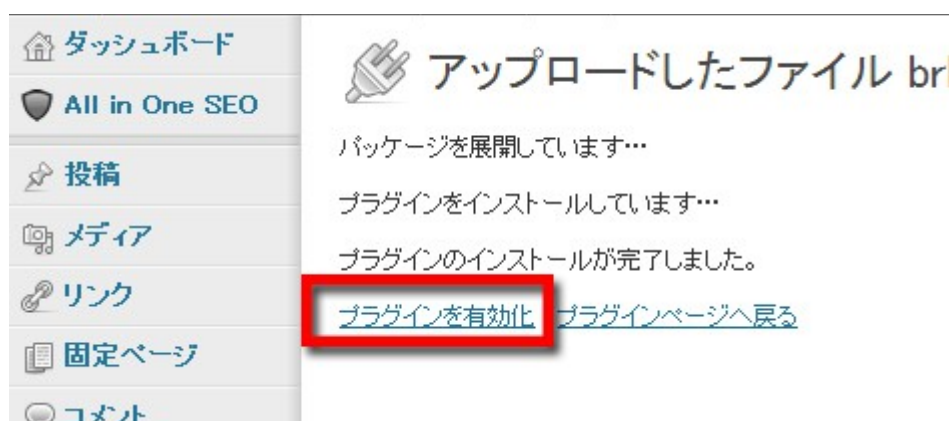 ダッシュボード
All in One SEO
投稿
メディア
リンク
固定ページ
コメント
アップロードしたファイル br
パッケージを展開しています…
プラグインをインストールしています…
プラグインのインストールが完了しました。
プラグインを有効化 プラグインページへ戻る